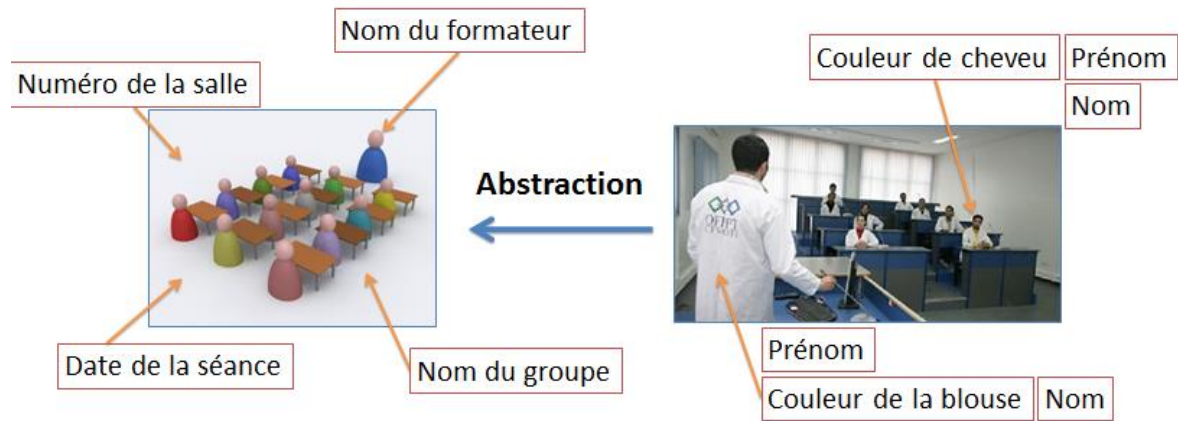 Nom du formateur
Numéro de la salle
Couleur de cheveu
Prénom
Nom
Abstraction
OFPPT
Date de la séance
Nom du groupe
Prénom
Couleur de la blouse
Nom